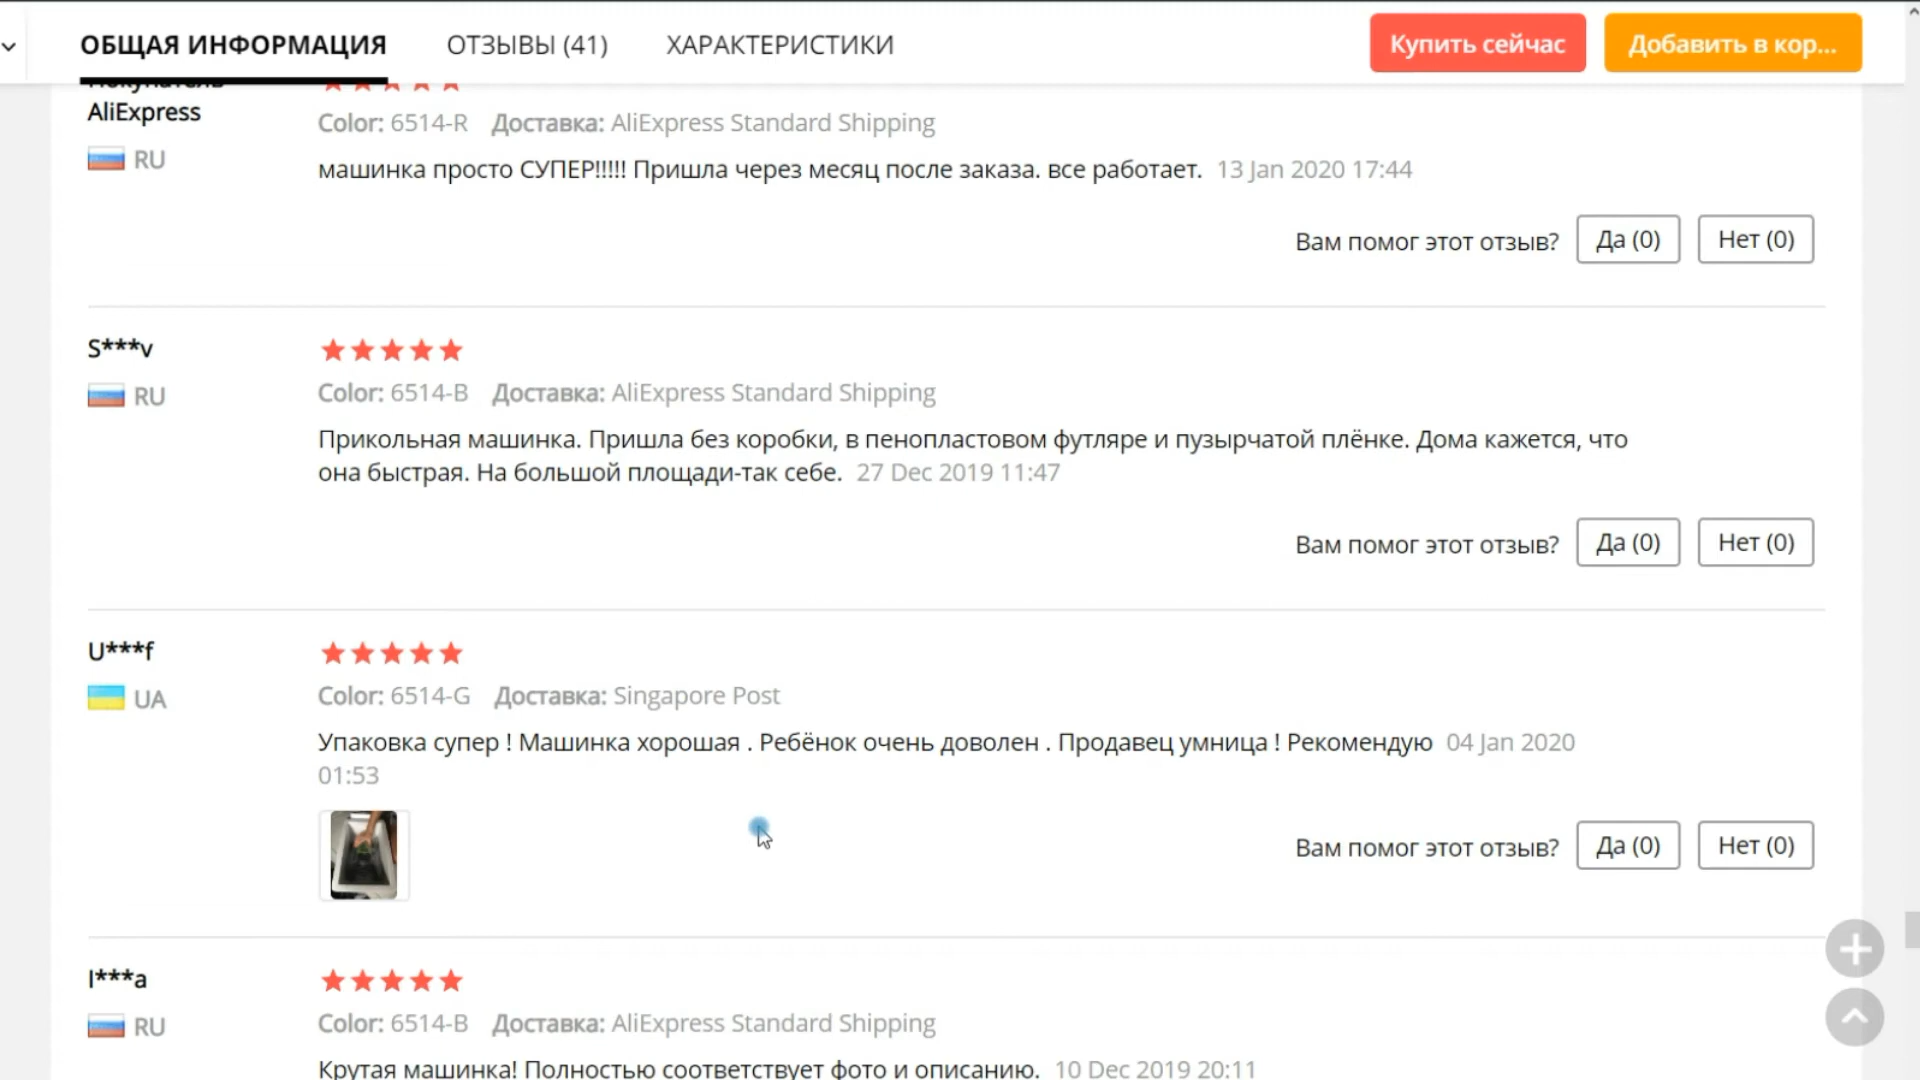 ОБЩАЯ ИНФОРМАЦИЯ ОТЗЫВЫ (41) ХАРАКТЕРИСТИКИ Купить сейчас Добавить в кор...
Покупатель
AliExpress
RU
Color: 6514-R Доставка: AliExpress Standard Shipping
машинка просто СУПЕР!!!!! Пришла через месяц после заказа. все работает. 13 Jan 2020 17:44
Вам помог этот отзыв? Да (0) Нет (0)
S***v
RU
Color: 6514-B Доставка: AliExpress Standard Shipping
Прикольная машинка. Пришла без коробки, в пенопластовом футляре и пузырчатой плёнке. Дома кажется, что
она быстрая. На большой площади-так себе. 27 Dec 2019 11:47
Вам помог этот отзыв? Да (0) Нет (0)
U***f
UA
Color: 6514-G Доставка: Singapore Post
Упаковка супер ! Машинка хорошая . Ребёнок очень доволен . Продавец умница ! Рекомендую 04 Jan 2020
01:53
Вам помог этот отзыв? Да (0) Нет (0)
I***a
RU
Color: 6514-B Доставка: AliExpress Standard Shipping
Крутая машинка! Полностью соответствует фото и описанию. 10 Dec 2019 20:11